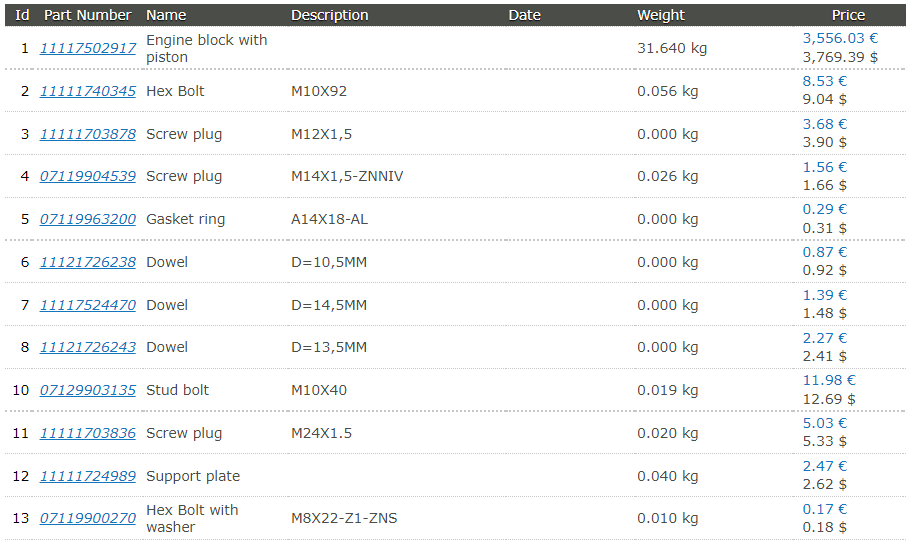 Id Part Number Name Description Date Weight Price
1 11117502917 Engine block with piston 31.640 kg 3,556.03 €
3,769.39 $
2 11111740345 Hex Bolt M10X92 0.056 kg 8.53 €
9.04 $
3 11111703878 Screw plug M12X1,5 0.000 kg 3.68 €
3.90 $
4 07119904539 Screw plug M14X1,5-ZNNIV 0.026 kg 1.56 €
1.66 $
5 07119963200 Gasket ring A14X18-AL 0.000 kg 0.29 €
0.31 $
6 11121726238 Dowel D=10,5MM 0.000 kg 0.87 €
0.92 $
7 11117524470 Dowel D=14,5MM 0.000 kg 1.39 €
1.48 $
8 11121726243 Dowel D=13,5MM 0.000 kg 2.27 €
2.41 $
10 07129903135 Stud bolt M10X40 0.019 kg 11.98 €
12.69 $
11 11111703836 Screw plug M24X1.5 0.020 kg 5.03 €
5.33 $
12 11111724989 Support plate 0.040 kg 2.47 €
2.62 $
13 07119900270 Hex Bolt with washer M8X22-Z1-ZNS 0.010 kg 0.17 €
0.18 $